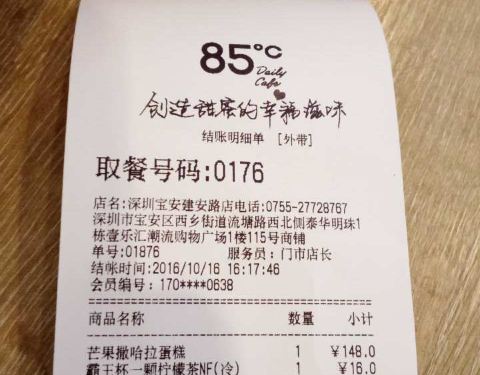 85°C
Daily
Cafe
创造甜蜜的幸福滋味
结账明细单 [外带]
取餐号码:0176
店名:深圳宝安建安路店电话:0755-27728767
深圳市宝安区西乡街道流塘路西北侧泰华明珠1
栋壹乐汇潮流购物广场1楼115号商铺
单号:01876 服务员:门市店长
结帐时间:2016/10/16 16:17:46
会员编号:170****0638
商品名称 数量 小计
芒果撒哈拉蛋糕 1 ¥148.0
霸王杯一颗柠檬茶NF(冷) 1 ¥16.0